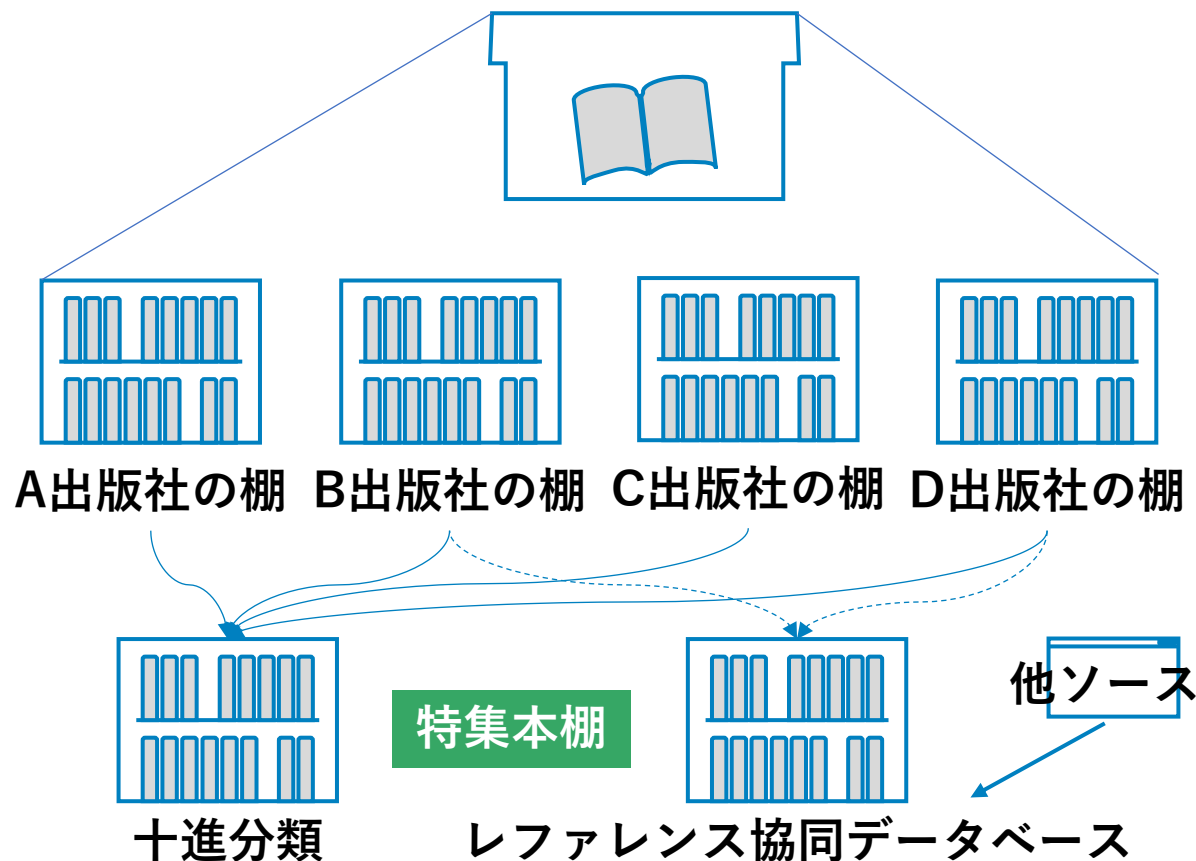 A出版社の棚
B出版社の棚
C出版社の棚
D出版社の棚
他ソース
特集本棚
十進分類
レファレンス協同データベース